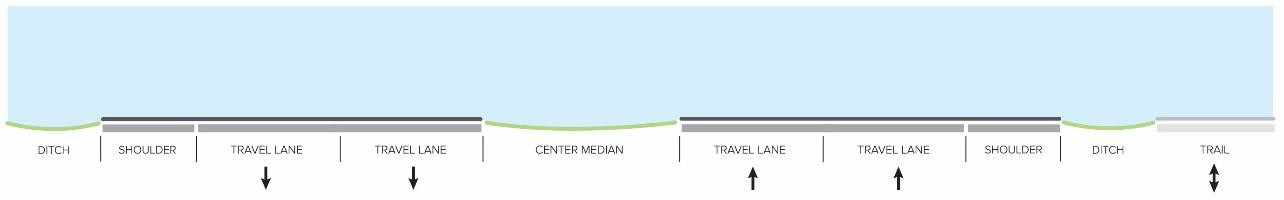 DITCH
SHOULDER
TRAVEL LANE
TRAVEL LANE
CENTER MEDIAN
TRAVEL LANE
TRAVEL LANE
SHOULDER
DITCH
TRAIL